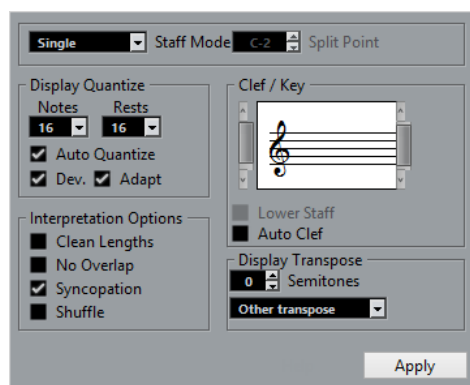 Single Staff Mode C-2 Split Point
Display Quantize
Notes Rests
16 16
Auto Quantize
Dev. Adapt
Interpretation Options
Clean Lengths
No Overlap
Syncopation
Shuffle
Clef / Key
Lower Staff
Auto Clef
Display Transpose
0 Semitones
Other transpose
Apply